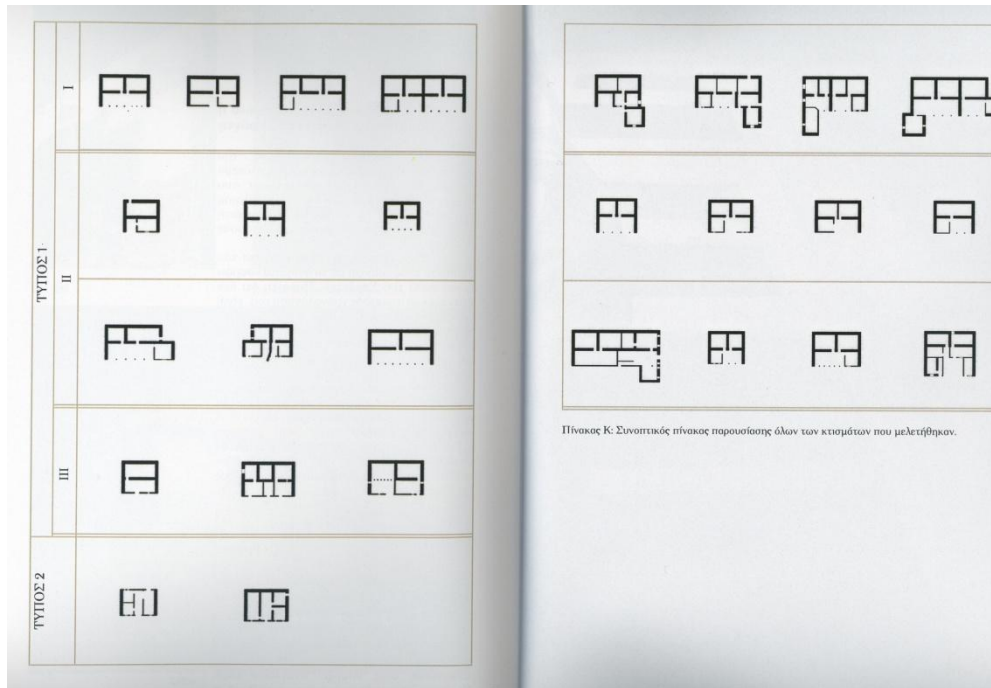 ΤΥΠΟΣ 1
I
II
III
ΤΥΠΟΣ 2
Πίνακας Κ: Συνοπτικός πίνακας παρουσίασης όλων των κτισμάτων που μελετήθηκαν.